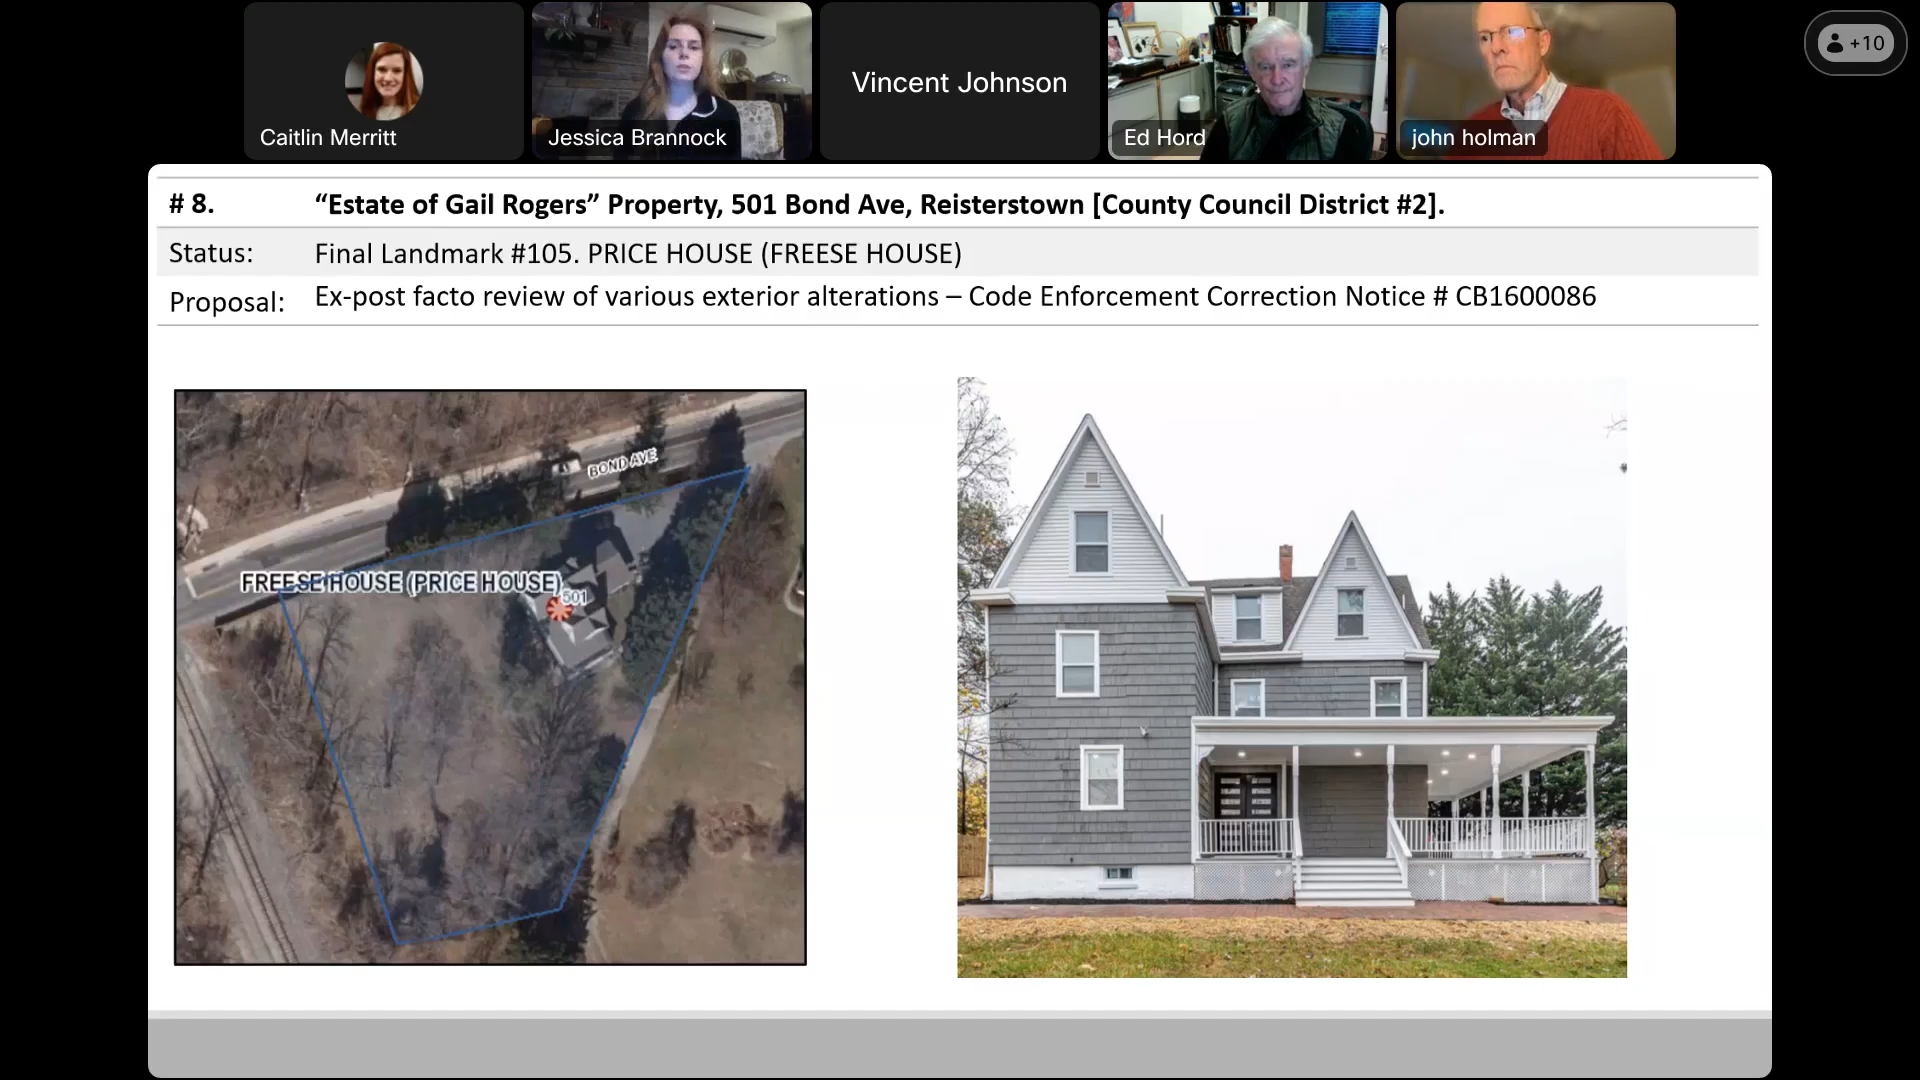 Caitlin Merritt
Jessica Brannock
Vincent Johnson
Ed Hord
john holman
+10
# 8. “Estate of Gail Rogers” Property, 501 Bond Ave, Reisterstown [County Council District #2].
Status: Final Landmark #105. PRICE HOUSE (FREESE HOUSE)
Proposal: Ex-post facto review of various exterior alterations – Code Enforcement Correction Notice # CB1600086
BOND AVE
FREESE HOUSE (PRICE HOUSE)
501